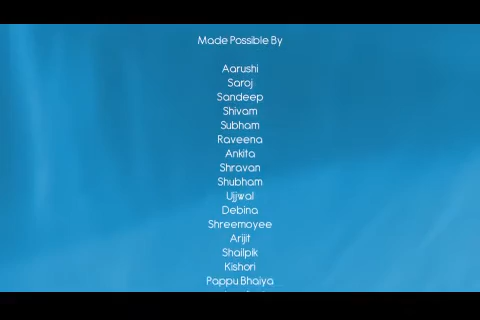 Made Possible By
Aarushi
Saroj
Sandeep
Shivam
Subham
Raveena
Ankita
Shravan
Shubham
Ujjwal
Debina
Shreemoyee
Arijit
Shailpik
Kishori
Pappu Bhaiya